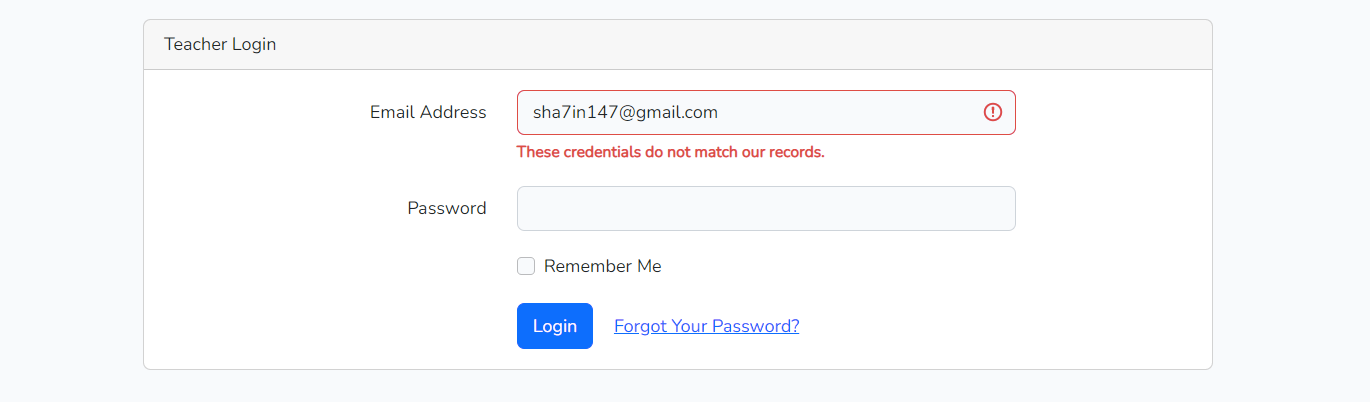 Teacher Login
Email Address sha7in147@gmail.com
These credentials do not match our records.
Password
Remember Me
Login Forgot Your Password?